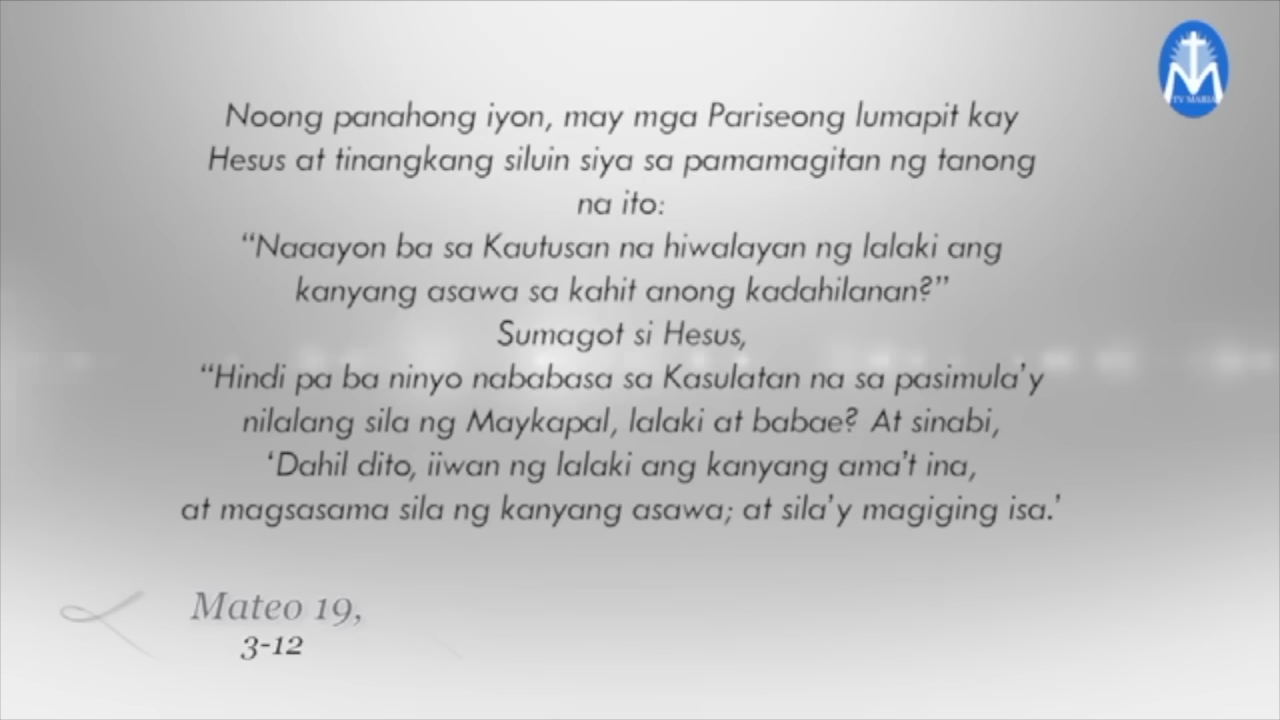 TV MARIA
Noong panahong iyon, may mga Pariseong lumapit kay
Hesus at tinangkang siluin siya sa pamamagitan ng tanong
na ito:
“Naaayon ba sa Kautusan na hiwalayan ng lalaki ang
kanyang asawa sa kahit anong kadahilanan?”
Sumagot si Hesus,
“Hindi pa ba ninyo nababasa sa Kasulatan na sa pasimula’y
nilalang sila ng Maykapal, lalaki at babae? At sinabi,
‘Dahil dito, iiwan ng lalaki ang kanyang ama’t ina,
at magsasama sila ng kanyang asawa; at sila’y magiging isa.’
Mateo 19,
3-12